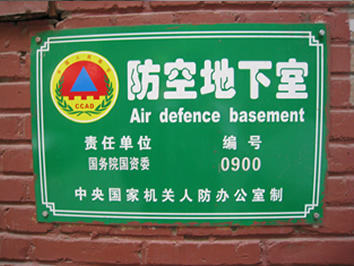 防空地下室
CCAD
Air defence basement
责任单位 编号
国务院国资委 0900
中央国家机关人防办公室制